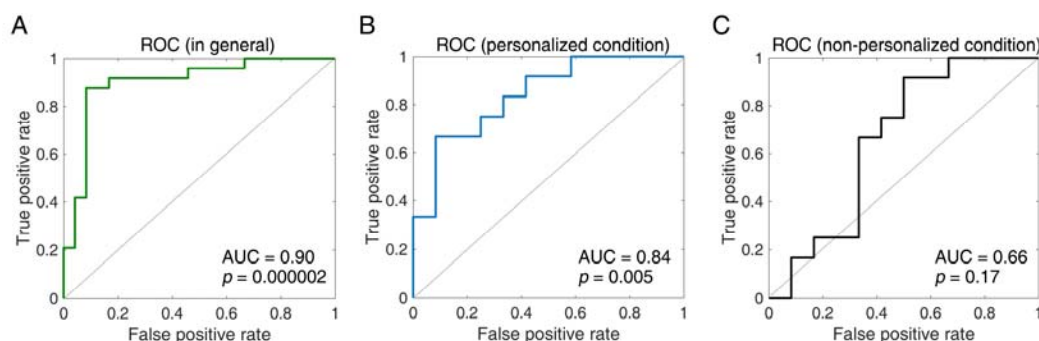 A
ROC (in general)
1
0.8
0.6
0.4
0.2
0
True positive rate
AUC = 0.90
p = 0.000002
0 0.2 0.4 0.6 0.8 1
False positive rate
B
ROC (personalized condition)
1
0.8
0.6
0.4
0.2
0
True positive rate
AUC = 0.84
p = 0.005
0 0.2 0.4 0.6 0.8 1
False positive rate
C
ROC (non-personalized condition)
1
0.8
0.6
0.4
0.2
0
True positive rate
AUC = 0.66
p = 0.17
0 0.2 0.4 0.6 0.8 1
False positive rate